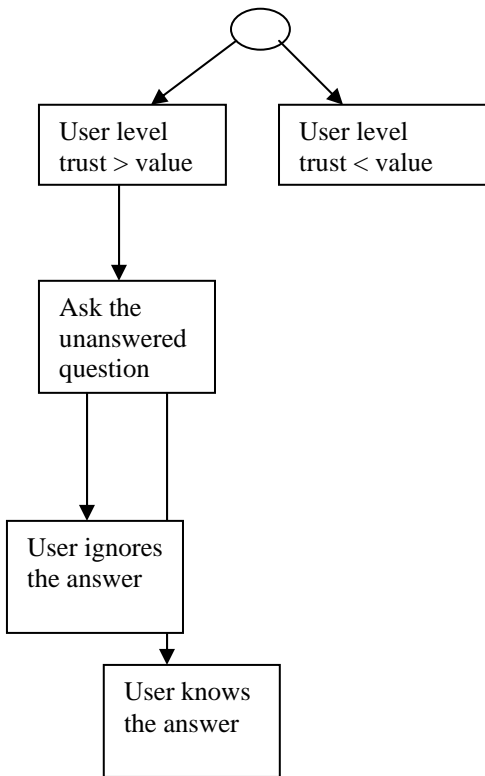 User level
trust > value
User level
trust < value
Ask the
unanswered
question
User ignores
the answer
User knows
the answer